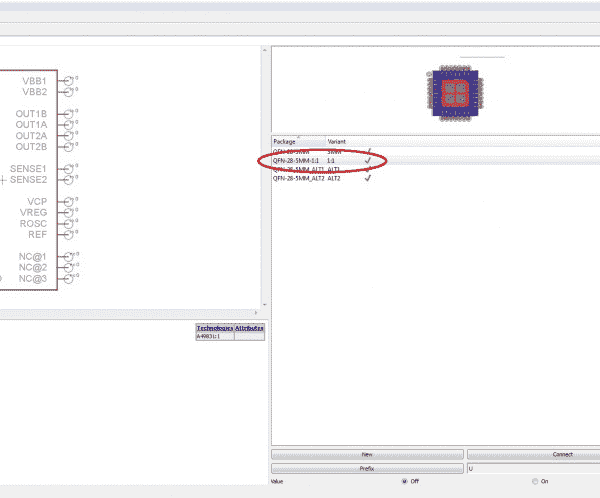 VBB1
VBB2
OUT1B
OUT1A
OUT2A
OUT2B
SENSE1
SENSE2
VCP
VREG
ROSC
REF
NC@1
NC@2
NC@3
Technologies Attributes
A4983L:1
Package Variant
QFN-28-5MM 5MM
QFN-28-5MM-1:1 1:1
QFN-28-5MM_ALT1 ALT1
QFN-28-5MM_ALT2 ALT2
New Connect
Prefix U
Value Off On